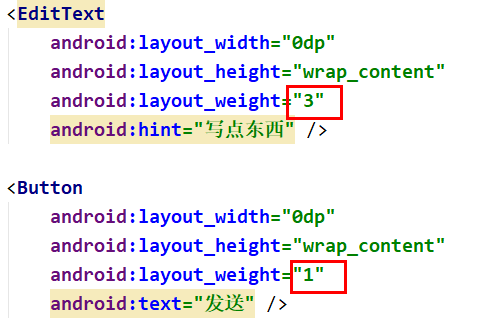 <EditText
android:layout_width="0dp"
android:layout_height="wrap_content"
android:layout_weight="3"
android:hint="写点东西" />
<Button
android:layout_width="0dp"
android:layout_height="wrap_content"
android:layout_weight="1"
android:text="发送" />